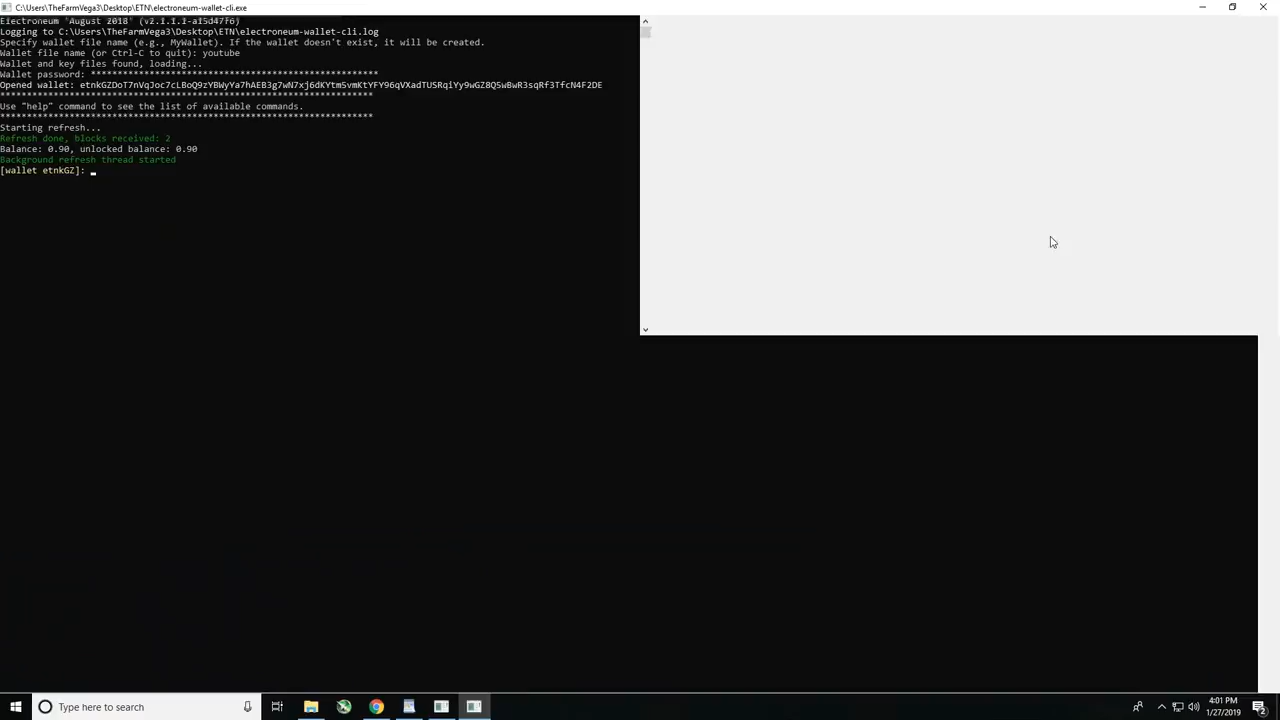 C:\Users\TheFarmVega3\Desktop\ETN\electroneum-wallet-cli.exe
Electroneum "August 2018" (v2.1.1.1-a15d47f6)
Logging to C:\Users\TheFarmVega3\Desktop\ETN\electroneum-wallet-cli.log
Specify wallet file name (e.g., MyWallet). If the wallet doesn't exist, it will be created.
Wallet file name (or Ctrl-C to quit): youtube
Wallet and key files found, loading...
Wallet password: ******************************************************
Opened wallet: etnkGZDoT7nVqJoc7cLBoQ9zYBWyYa7hAEB3g7wN7xj6dKYtm5vmKtYFY96qVXadTUSRqiYy9wGZ8Q5wBwR3sqRf3TfcN4F2DE
**********************************************************************
Use "help" command to see the list of available commands.
**********************************************************************
Starting refresh...
Refresh done, blocks received: 2
Balance: 0.90, unlocked balance: 0.90
Background refresh thread started
[wallet etnkGZ]:
Type here to search
4:01 PM
1/27/2019
2